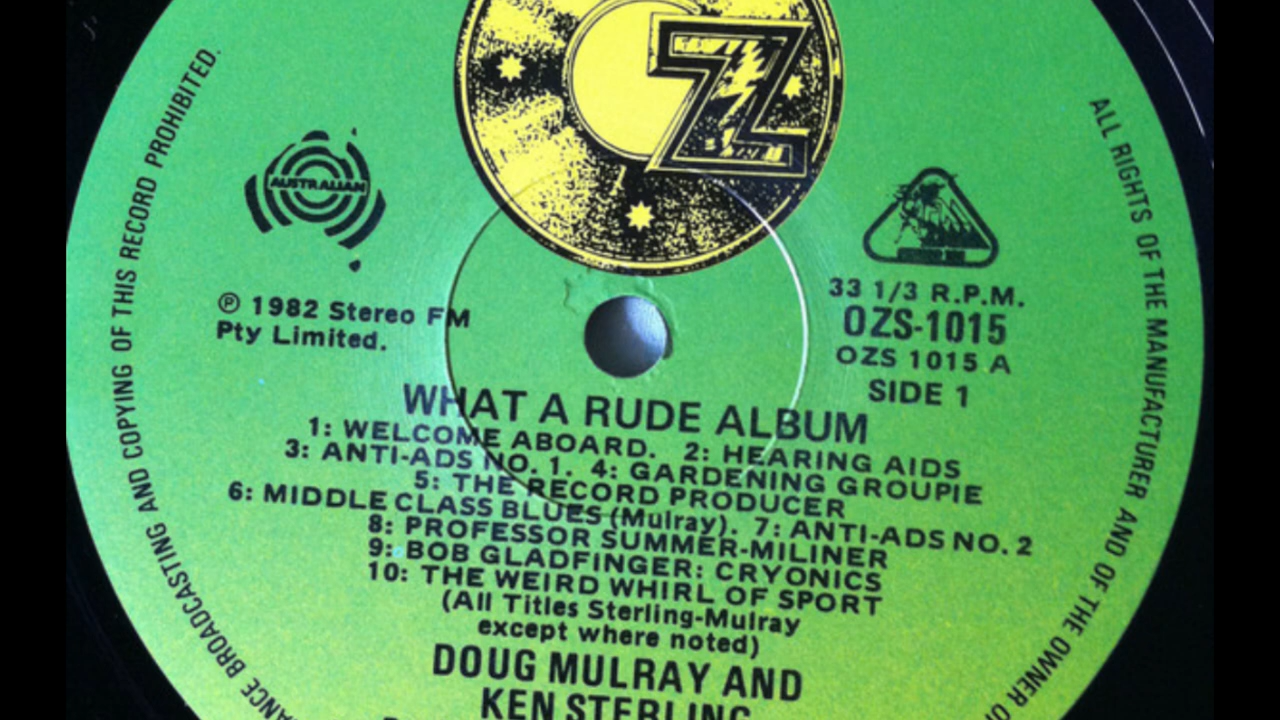 COPYING OF THIS RECORD PROHIBITED.
ANCE BROADCASTING AND
ALL RIGHTS OF THE MANUFACTURER AND OF THE OWNER OF
AUSTRALIAN
OZ
℗ 1982 Stereo FM
Pty Limited.
33 1/3 R.P.M.
OZS-1015
OZS 1015 A
SIDE 1
WHAT A RUDE ALBUM
1: WELCOME ABOARD. 2: HEARING AIDS
3: ANTI-ADS NO. 1. 4: GARDENING GROUPIE
5: THE RECORD PRODUCER
6: MIDDLE CLASS BLUES (Mulray). 7: ANTI-ADS NO. 2
8: PROFESSOR SUMMER-MILINER
9: BOB GLADFINGER: CRYONICS
10: THE WEIRD WHIRL OF SPORT
(All Titles Sterling-Mulray
except where noted)
DOUG MULRAY AND
KEN STERLING